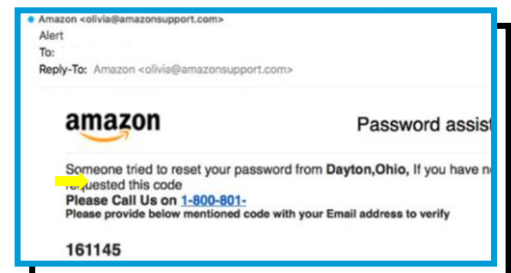 Amazon <olivia@amazonsupport.com>
Alert
To:
Reply-To: Amazon <olivia@amazonsupport.com>
amazon
Password assist
Someone tried to reset your password from Dayton,Ohio, If you have
requested this code
Please Call Us on 1-800-801-
Please provide below mentioned code with your Email address to verify
161145